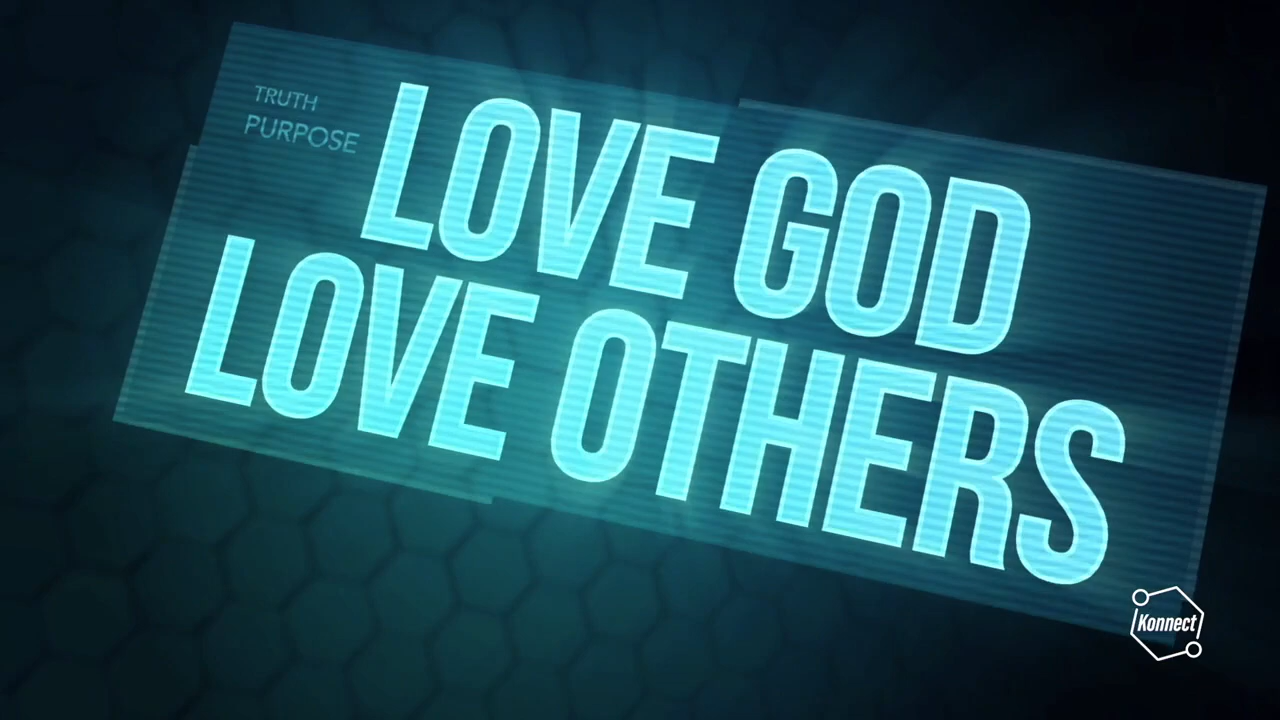 TRUTH
PURPOSE
LOVE GOD
LOVE OTHERS
Konnect